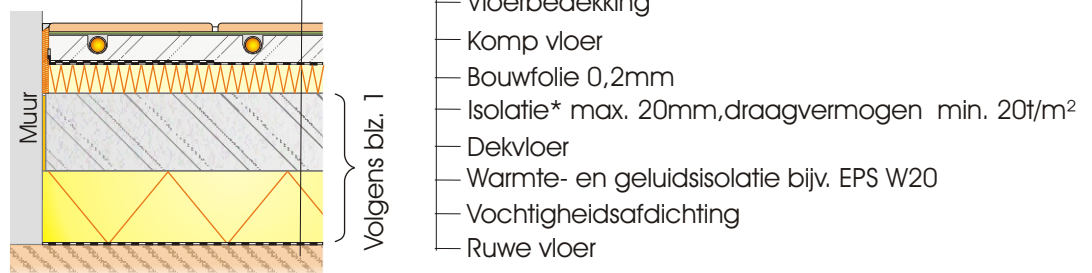 Vloerbedekking
Komp vloer
Bouwfolie 0,2mm
Isolatie* max. 20mm,draagvermogen min. 20t/m²
Dekvloer
Warmte- en geluidsisolatie bijv. EPS W20
Vochtigheidsafdichting
Ruwe vloer
Muur
Volgens blz. 1